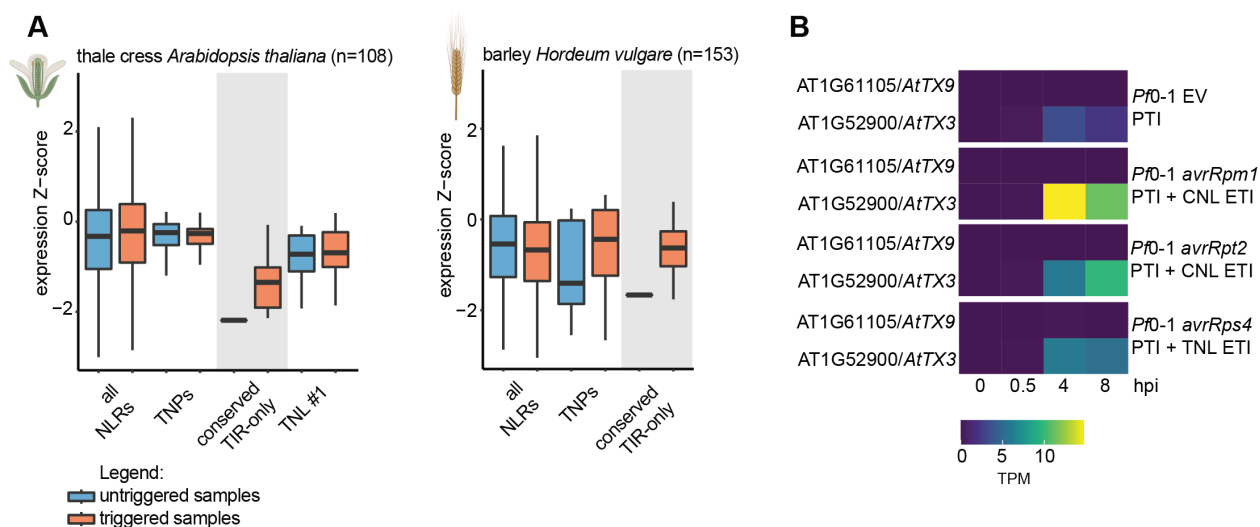 A
thale cress Arabidopsis thaliana (n=108)
expression Z−score
2
0
−2
all
NLRs
TNPs
conserved
TIR-only
TNL #1
barley Hordeum vulgare (n=153)
expression Z−score
2
0
−2
all
NLRs
TNPs
conserved
TIR-only
Legend:
untriggered samples
triggered samples
B
AT1G61105/AtTX9
AT1G52900/AtTX3
Pf0-1 EV
PTI
AT1G61105/AtTX9
AT1G52900/AtTX3
Pf0-1 avrRpm1
PTI + CNL ETI
AT1G61105/AtTX9
AT1G52900/AtTX3
Pf0-1 avrRpt2
PTI + CNL ETI
AT1G61105/AtTX9
AT1G52900/AtTX3
Pf0-1 avrRps4
PTI + TNL ETI
0 0.5 4 8 hpi
0 5 10
TPM